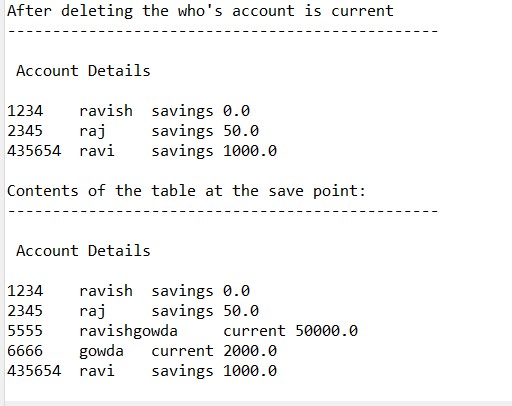 After deleting the who's account is current
------------------------------------------------
Account Details
1234 ravish savings 0.0
2345 raj savings 50.0
435654 ravi savings 1000.0
Contents of the table at the save point:
------------------------------------------------
Account Details
1234 ravish savings 0.0
2345 raj savings 50.0
5555 ravishgowda current 50000.0
6666 gowda current 2000.0
435654 ravi savings 1000.0